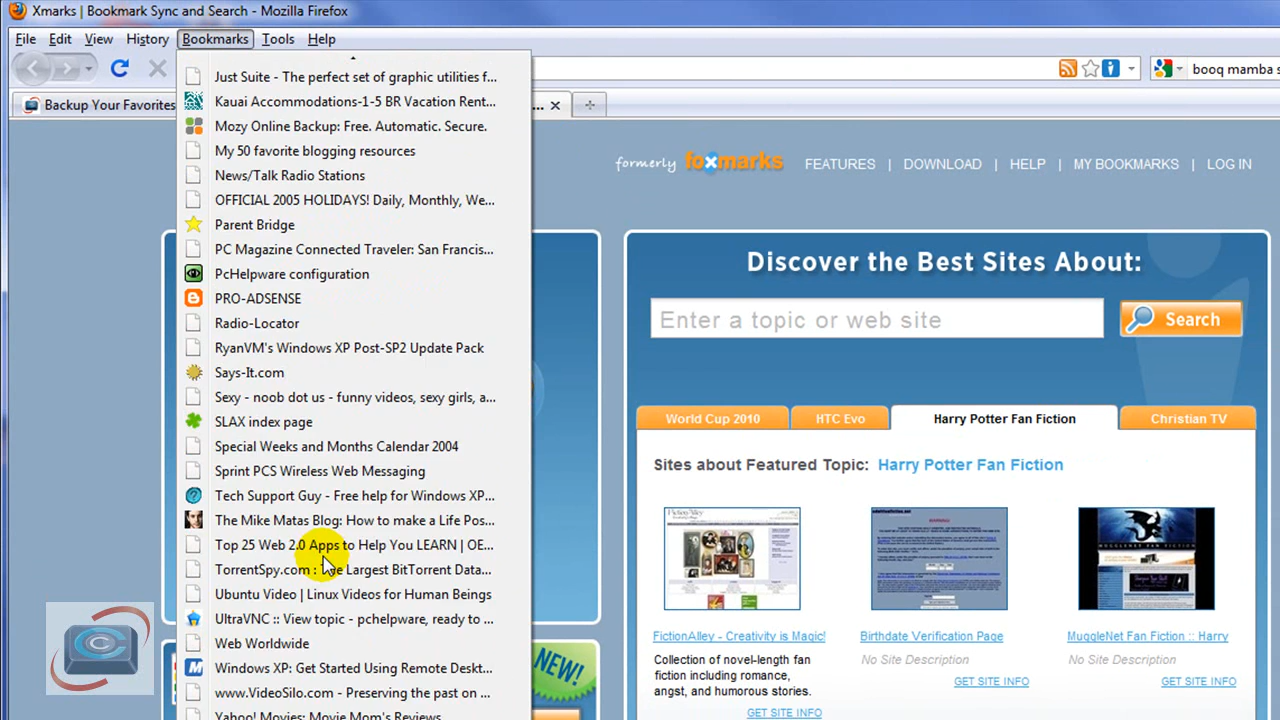 Xmarks | Bookmark Sync and Search - Mozilla Firefox
File Edit View History Bookmarks Tools Help
booq mamba s
Backup Your Favorites
...
Just Suite - The perfect set of graphic utilities f...
Kauai Accommodations-1-5 BR Vacation Rent...
Mozy Online Backup: Free. Automatic. Secure.
My 50 favorite blogging resources
News/Talk Radio Stations
OFFICIAL 2005 HOLIDAYS! Daily, Monthly, We...
Parent Bridge
PC Magazine Connected Traveler: San Francis...
PcHelpware configuration
PRO-ADSENSE
Radio-Locator
RyanVM's Windows XP Post-SP2 Update Pack
Says-It.com
Sexy - noob dot us - funny videos, sexy girls, a...
SLAX index page
Special Weeks and Months Calendar 2004
Sprint PCS Wireless Web Messaging
Tech Support Guy - Free help for Windows XP...
The Mike Matas Blog: How to make a Life Pos...
Top 25 Web 2.0 Apps to Help You LEARN | OE...
TorrentSpy.com : Largest BitTorrent Data...
Ubuntu Video | Linux Videos for Human Beings
UltraVNC :: View topic - pchelpware, ready to ...
Web Worldwide
Windows XP: Get Started Using Remote Deskt...
www.VideoSilo.com - Preserving the past on ...
Yahoo! Movies: Movie Mom's Reviews
formerly foxmarks FEATURES | DOWNLOAD | HELP | MY BOOKMARKS | LOG IN
Discover the Best Sites About:
Enter a topic or web site Search
World Cup 2010 HTC Evo Harry Potter Fan Fiction Christian TV
Sites about Featured Topic: Harry Potter Fan Fiction
FictionAlley - Creativity is Magic!
Collection of novel-length fan
fiction including romance,
angst, and humorous stories.
GET SITE INFO
Birthdate Verification Page
No Site Description
GET SITE INFO
MuggleNet Fan Fiction :: Harry
No Site Description
GET SITE INFO
NEW!
C